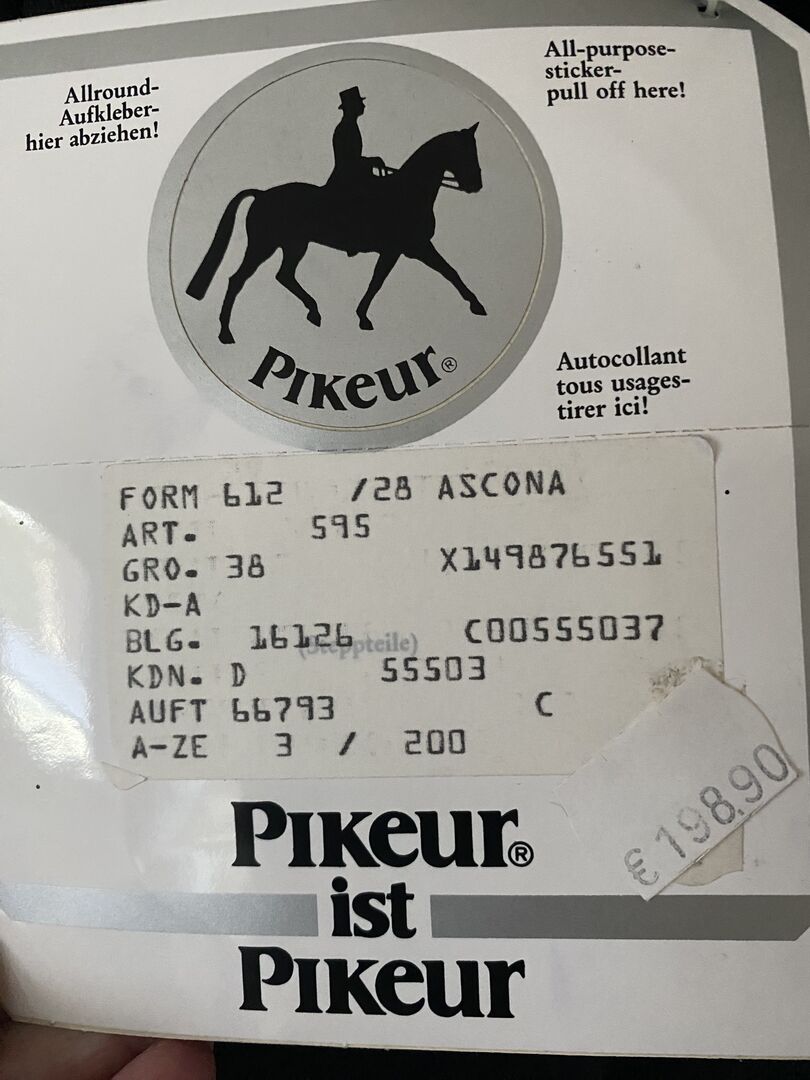 Allround-
Aufkleber-
hier abziehen!
All-purpose-
sticker-
pull off here!
PIKeur®
Autocollant
tous usages-
tirer ici!
FORM 612 /28 ASCONA
ART. 595
GRO. 38 X149876551
KD-A
BLG. 16126 C00555037
(Steppteile)
KDN. D 55503
AUFT 66793 C
A-ZE 3 / 200
€198.90
PIKeur®
ist
PIKeur